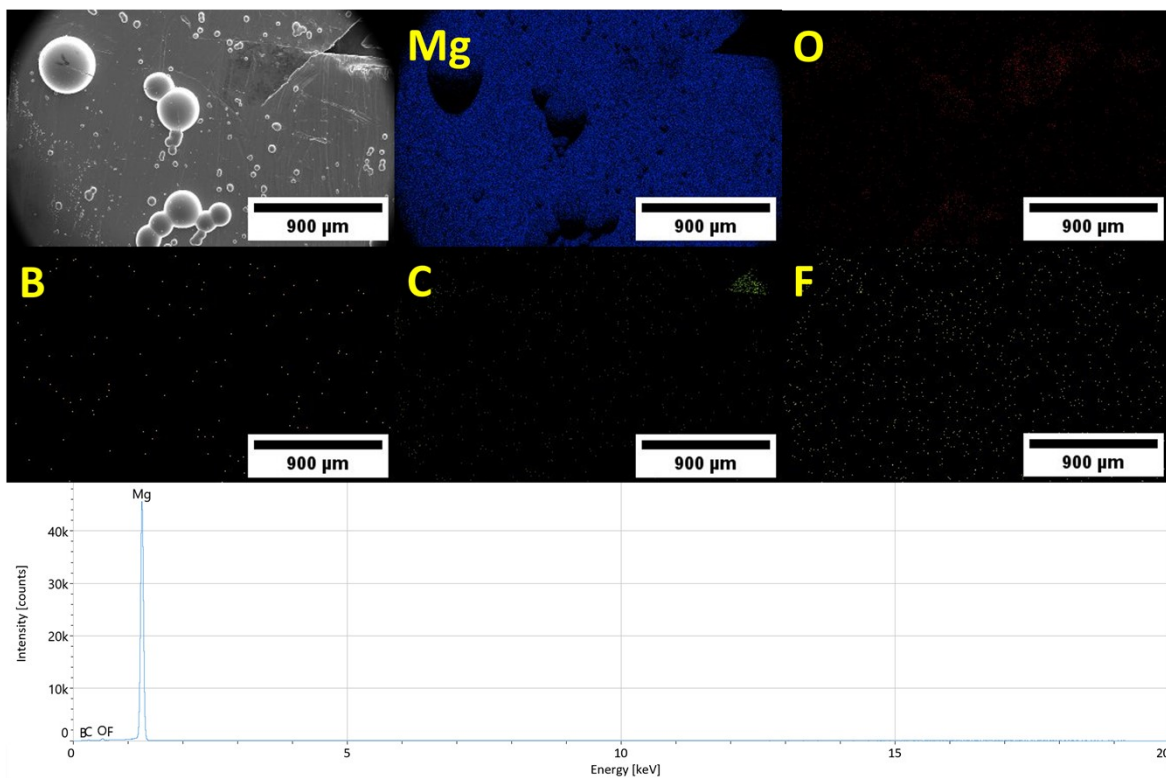 Mg
O
900 µm
900 µm
900 µm
B
C
F
900 µm
900 µm
900 µm
Mg
40k
30k
20k
10k
0
BC OF
Intensity [counts]
0
5
10
15
20
Energy [keV]